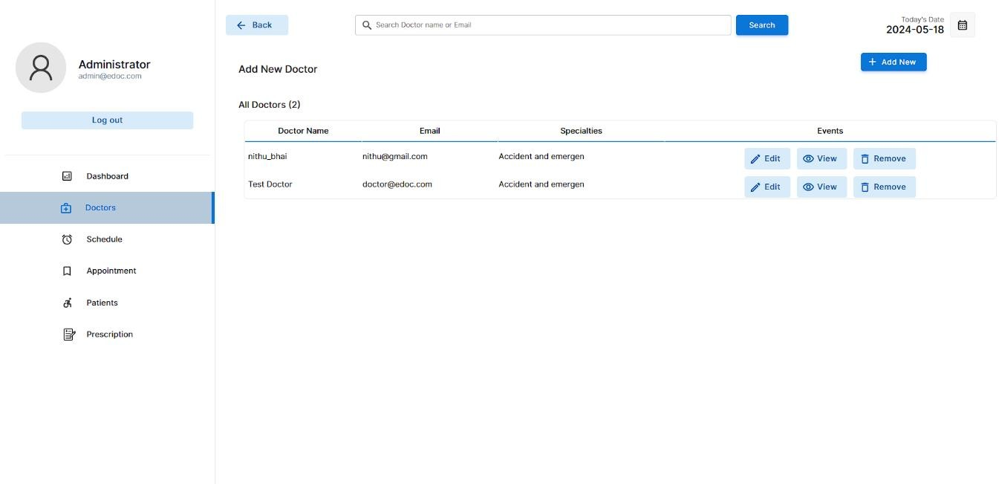 Back
Search Doctor name or Email
Search
Today's Date
2024-05-18
Administrator
admin@edoc.com
Log out
Dashboard
Doctors
Schedule
Appointment
Patients
Prescription
Add New Doctor
Add New
All Doctors (2)
Doctor Name Email Specialties Events
nithu_bhai nithu@gmail.com Accident and emergen Edit View Remove
Test Doctor doctor@edoc.com Accident and emergen Edit View Remove